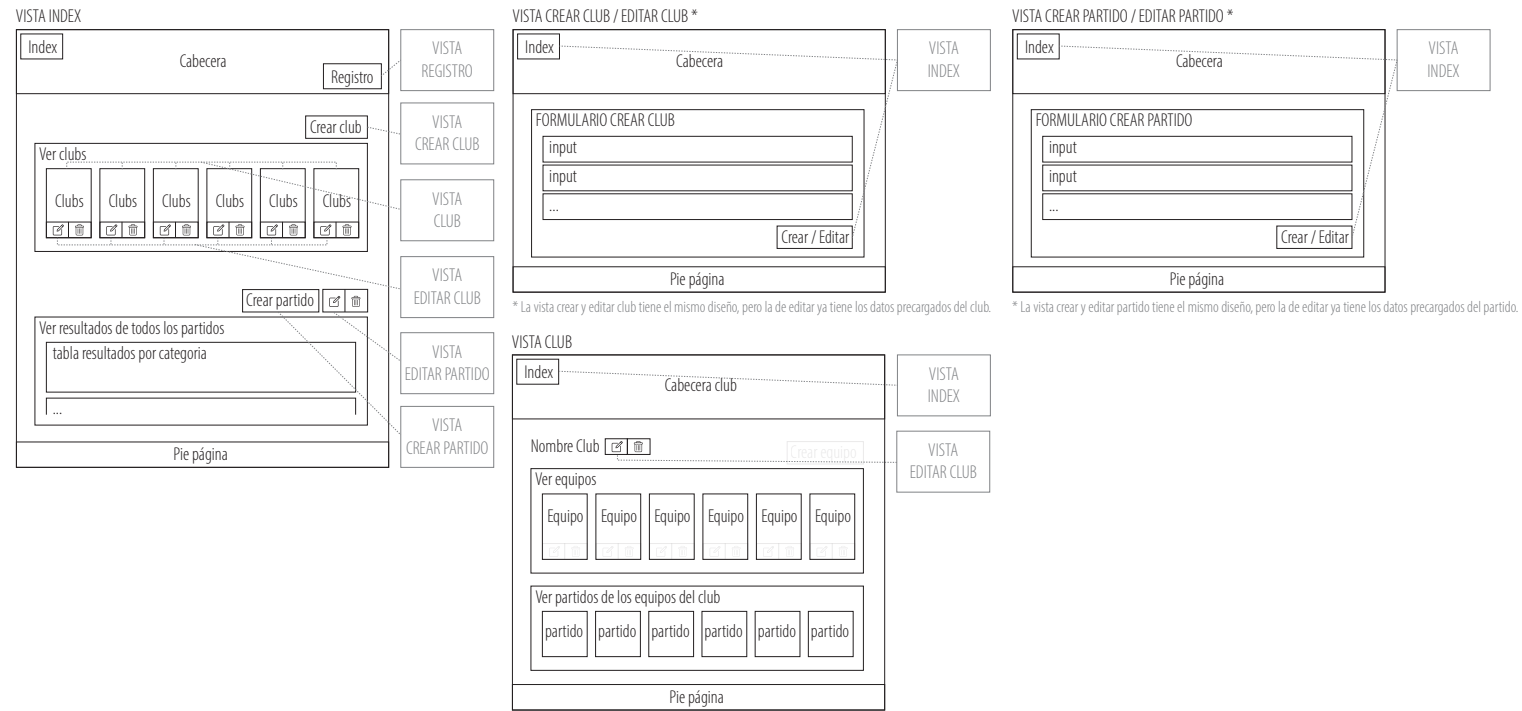 VISTA INDEX
Index
Cabecera
Registro
VISTA
REGISTRO
Crear club
VISTA
CREAR CLUB
Ver clubs
Clubs Clubs Clubs Clubs Clubs Clubs
VISTA
CLUB
VISTA
EDITAR CLUB
Crear partido
Ver resultados de todos los partidos
tabla resultados por categoria
...
VISTA
EDITAR PARTIDO
VISTA
CREAR PARTIDO
Pie página
VISTA CREAR CLUB / EDITAR CLUB *
Index
Cabecera
VISTA
INDEX
FORMULARIO CREAR CLUB
input
input
...
Crear / Editar
Pie página
* La vista crear y editar club tiene el mismo diseño, pero la de editar ya tiene los datos precargados del club.
VISTA CREAR PARTIDO / EDITAR PARTIDO *
Index
Cabecera
VISTA
INDEX
FORMULARIO CREAR PARTIDO
input
input
...
Crear / Editar
Pie página
* La vista crear y editar partido tiene el mismo diseño, pero la de editar ya tiene los datos precargados del partido.
VISTA CLUB
Index
Cabecera club
VISTA
INDEX
Nombre Club
Crear equipo
VISTA
EDITAR CLUB
Ver equipos
Equipo Equipo Equipo Equipo Equipo Equipo
Ver partidos de los equipos del club
partido partido partido partido partido partido
Pie página